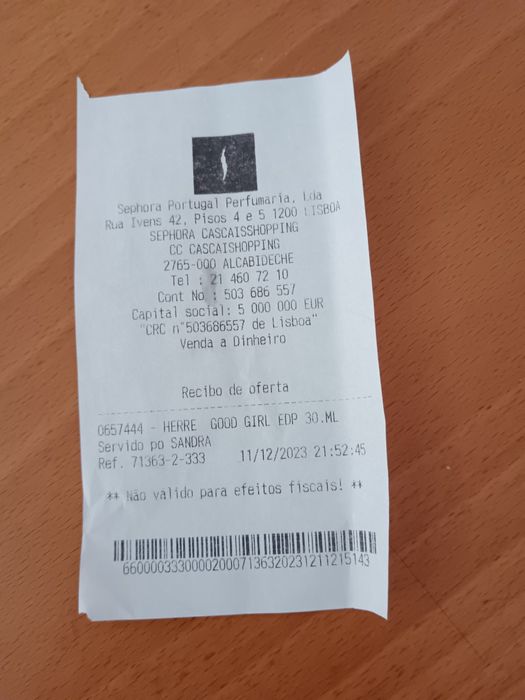 Sephora Portugal Perfumaria, Lda
Rua Ivens 42, Pisos 4 e 5 1200 LISBOA
SEPHORA CASCAISSHOPPING
CC CASCAISHOPPING
2765-000 ALCABIDECHE
Tel : 21 460 72 10
Cont No : 503 686 557
Capital social: 5 000 000 EUR
"CRC nº503686557 de Lisboa"
Venda a Dinheiro
Recibo de oferta
0657444 - HERRE GOOD GIRL EDP 30.ML
Servido po SANDRA
Ref. 71363-2-333 11/12/2023 21:52:45
** Não válido para efeitos fiscais! **
6600003330000200071363202312112151​43